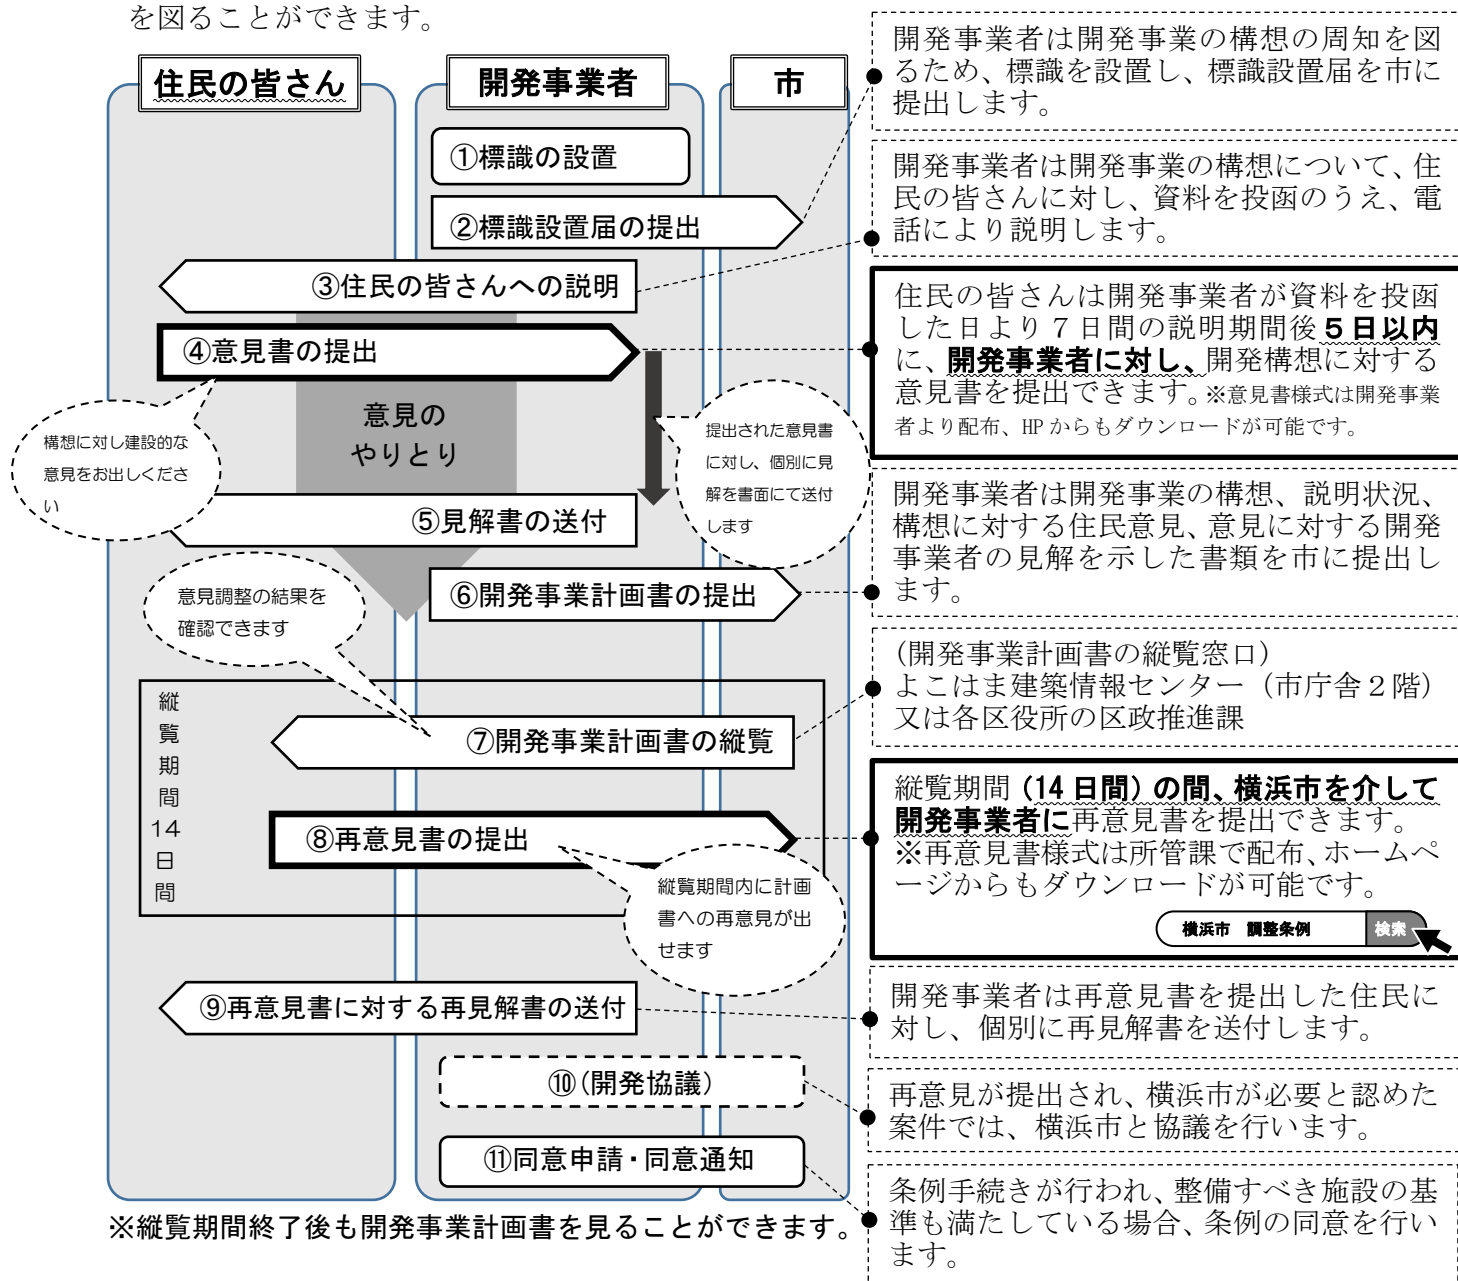 を図ることができます。
住民の皆さん
開発事業者
市
①標識の設置
②標識設置届の提出
③住民の皆さんへの説明
④意見書の提出
意見の
やりとり
構想に対し建設的な
意見をお出しくださ
い
提出された意見書
に対し、個別に見
解を書面にて送付
します
⑤見解書の送付
⑥開発事業計画書の提出
意見調整の結果を
確認できます
縦
覧
期
間
14
日
間
⑦開発事業計画書の縦覧
⑧再意見書の提出
縦覧期間内に計画
書への再意見が出
せます
⑨再意見書に対する再見解書の送付
⑩(開発協議)
⑪同意申請・同意通知
※縦覧期間終了後も開発事業計画書を見ることができます。
開発事業者は開発事業の構想の周知を図
るため、標識を設置し、標識設置届を市に
提出します。
開発事業者は開発事業の構想について、住
民の皆さんに対し、資料を投函のうえ、電
話により説明します。
住民の皆さんは開発事業者が資料を投函
した日より７日間の説明期間後５日以内
に、開発事業者に対し、開発構想に対する
意見書を提出できます。※意見書様式は開発事業
者より配布、HPからもダウンロードが可能です。
開発事業者は開発事業の構想、説明状況、
構想に対する住民意見、意見に対する開発
事業者の見解を示した書類を市に提出し
ます。
(開発事業計画書の縦覧窓口)
よこはま建築情報センター（市庁舎２階）
又は各区役所の区政推進課
縦覧期間(14日間)の間、横浜市を介して
開発事業者に再意見書を提出できます。
※再意見書様式は所管課で配布、ホームペ
ージからもダウンロードが可能です。
横浜市　調整条例　検索
開発事業者は再意見書を提出した住民に
対し、個別に再見解書を送付します。
再意見が提出され、横浜市が必要と認めた
案件では、横浜市と協議を行います。
条例手続きが行われ、整備すべき施設の基
準も満たしている場合、条例の同意を行い
ます。